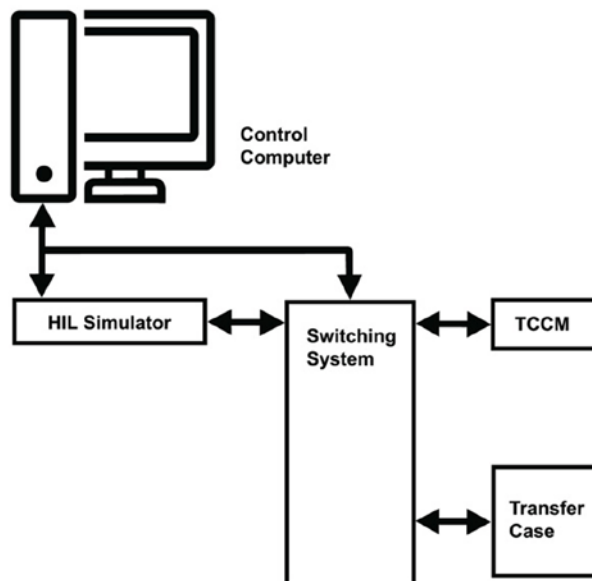 Control
Computer
HIL Simulator
Switching
System
TCCM
Transfer
Case